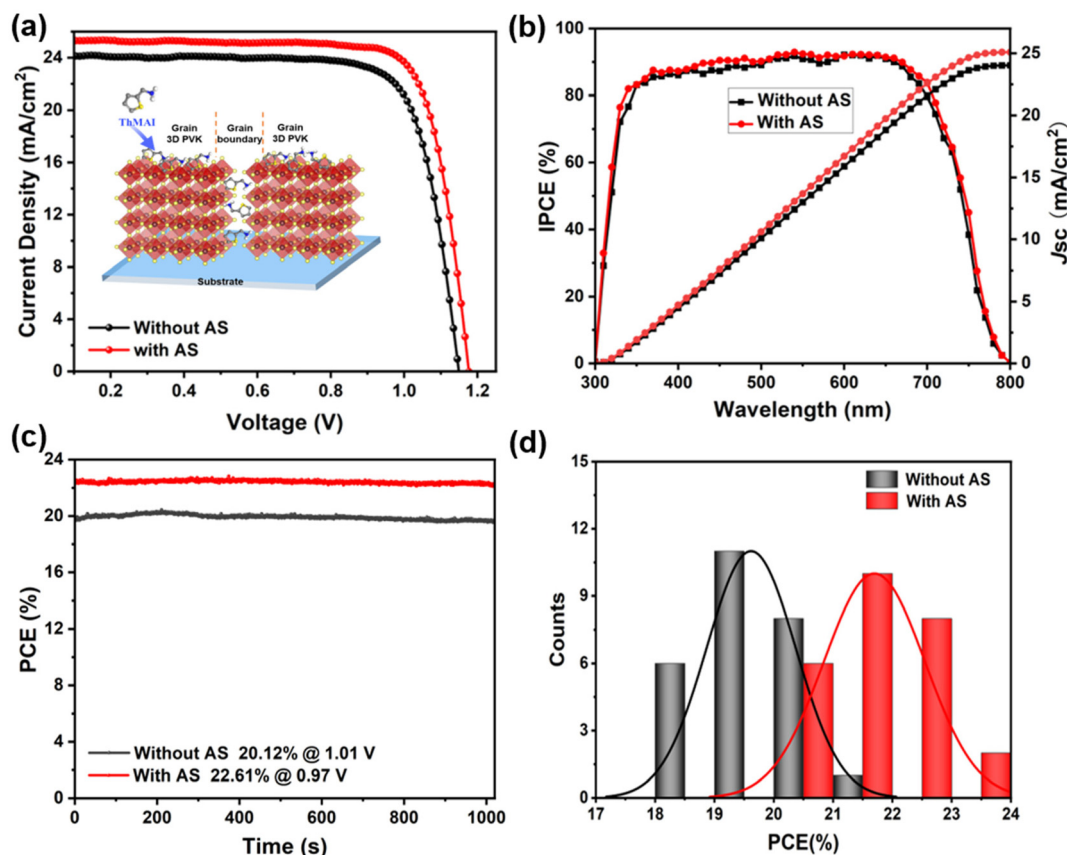 (a)
Current Density (mA/cm²)
24
20
16
12
8
4
0
ThMAI
Grain
3D PVK
Grain
boundary
Grain
3D PVK
Substrate
Without AS
with AS
0.2
0.4
0.6
0.8
1.0
1.2
Voltage (V)
(b)
IPCE (%)
100
80
60
40
20
0
Without AS
With AS
25
20
15
10
5
0
Jsc (mA/cm²)
300
400
500
600
700
800
Wavelength (nm)
(c)
PCE (%)
24
20
16
12
8
4
0
Without AS 20.12% @ 1.01 V
With AS 22.61% @ 0.97 V
0
200
400
600
800
1000
Time (s)
(d)
Counts
15
12
9
6
3
0
Without AS
With AS
17
18
19
20
21
22
23
24
PCE(%)